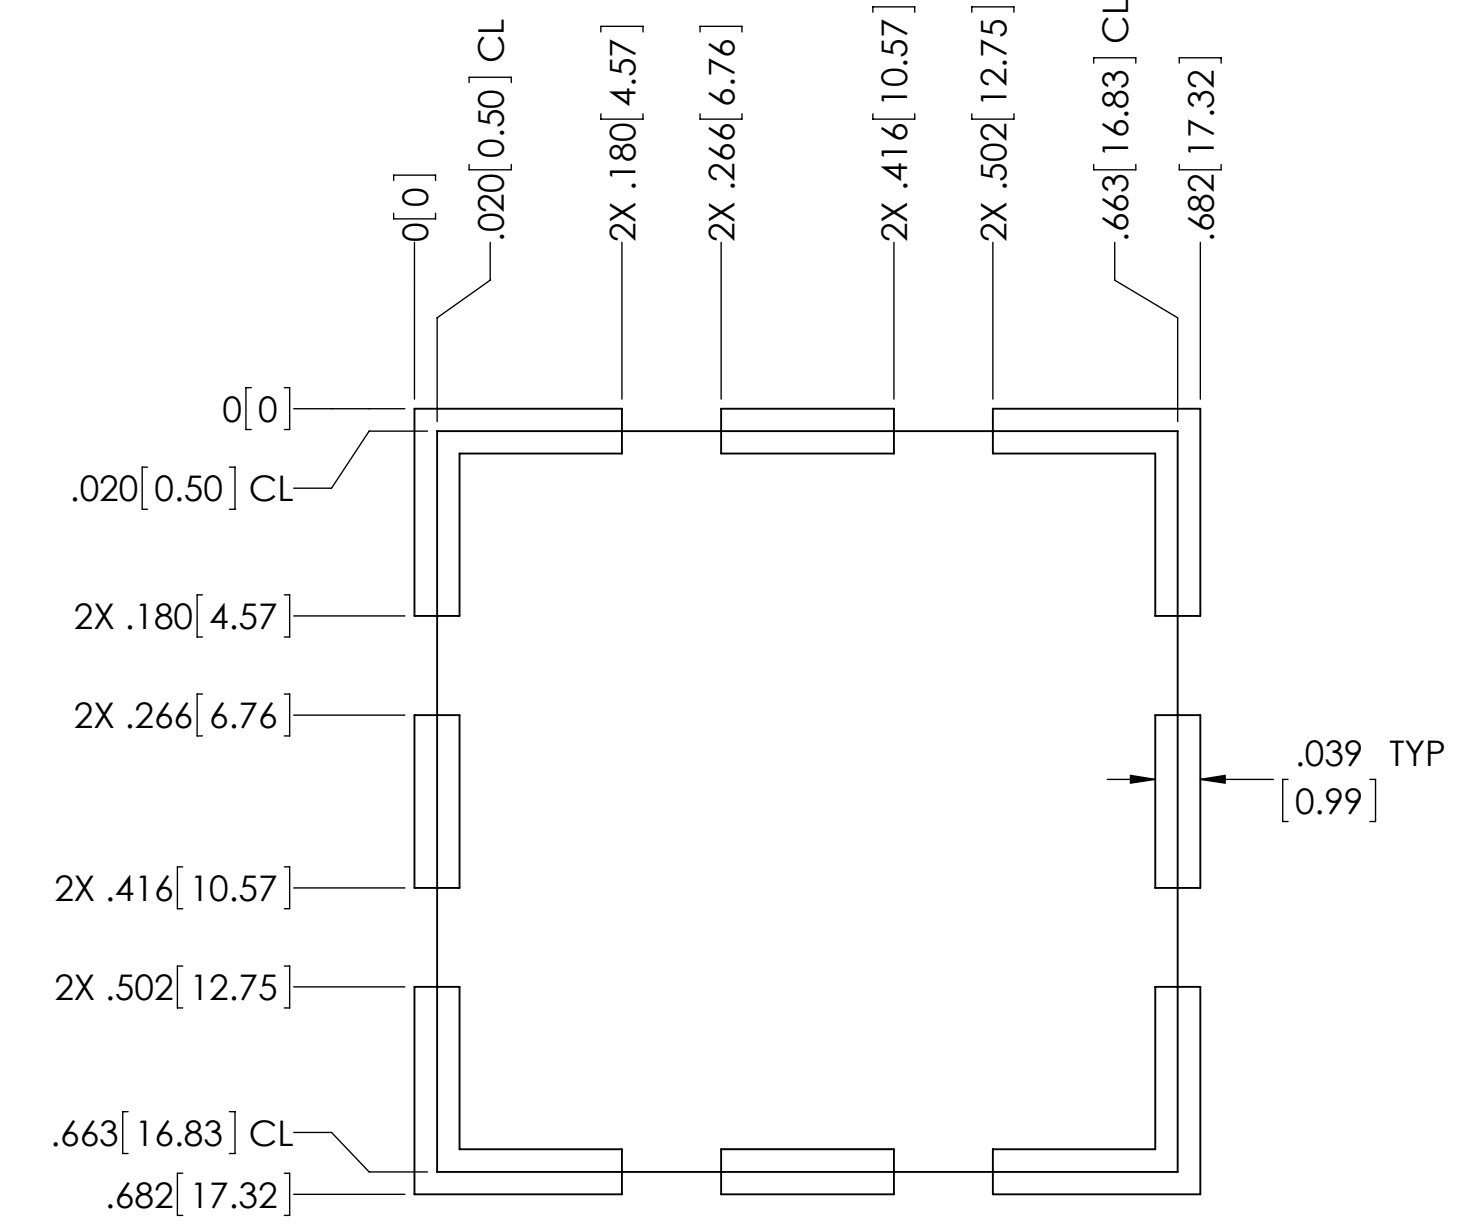 0[0]
.020[0.50] CL
2X .180[4.57]
2X .266[6.76]
2X .416[10.57]
2X .502[12.75]
.663[16.83] CL
.682[17.32]
0[0]
.020[0.50] CL
2X .180[4.57]
2X .266[6.76]
.039 TYP
[0.99]
2X .416[10.57]
2X .502[12.75]
.663[16.83] CL
.682[17.32]